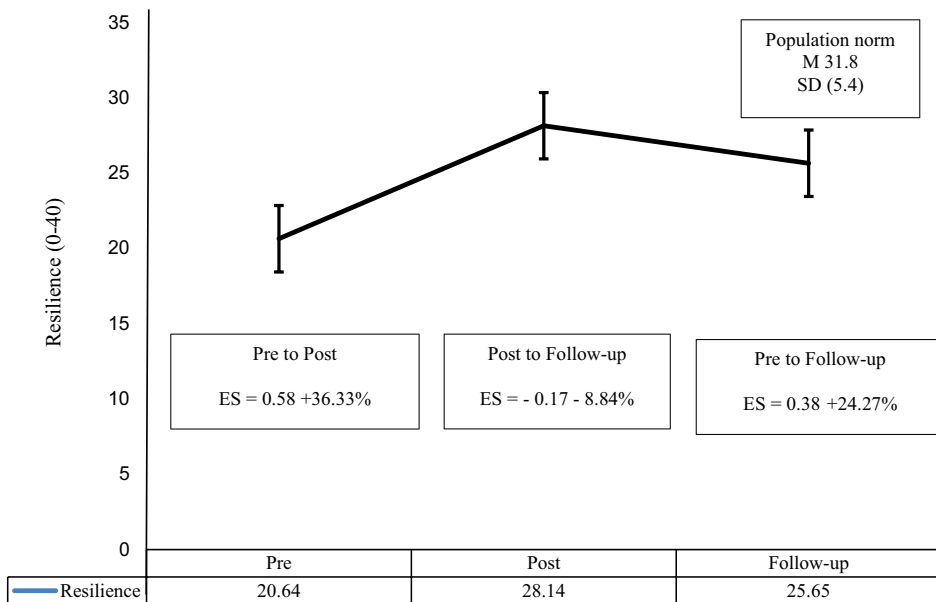 35
30
25
20
15
10
5
0
Resilience (0-40)
Population norm
M 31.8
SD (5.4)
Pre to Post
ES = 0.58 +36.33%
Post to Follow-up
ES = - 0.17 - 8.84%
Pre to Follow-up
ES = 0.38 +24.27%
Pre Post Follow-up
Resilience 20.64 28.14 25.65